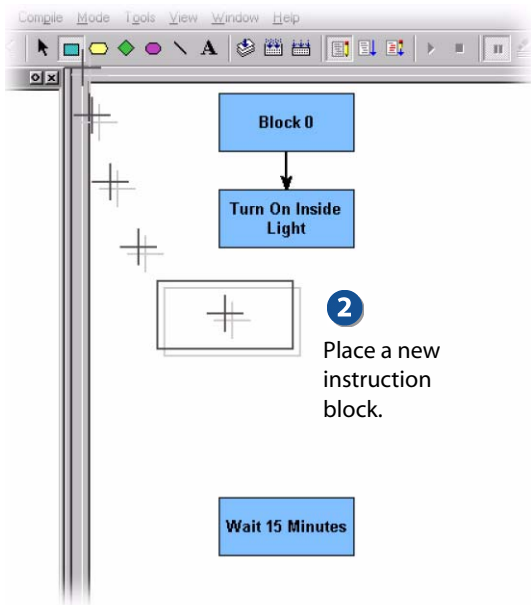 Compile Mode Tools View Window Help
A
Block 0
Turn On Inside
Light
2
Place a new
instruction
block.
Wait 15 Minutes